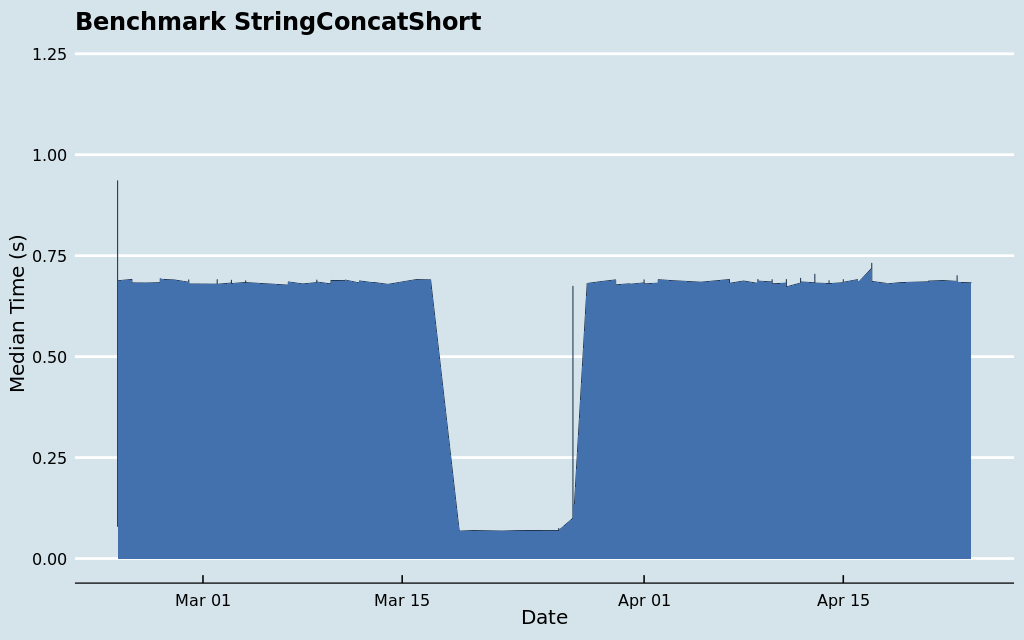 Benchmark StringConcatShort
1.25
1.00
0.75
0.50
0.25
0.00
Median Time (s)
Mar 01
Mar 15
Apr 01
Apr 15
Date